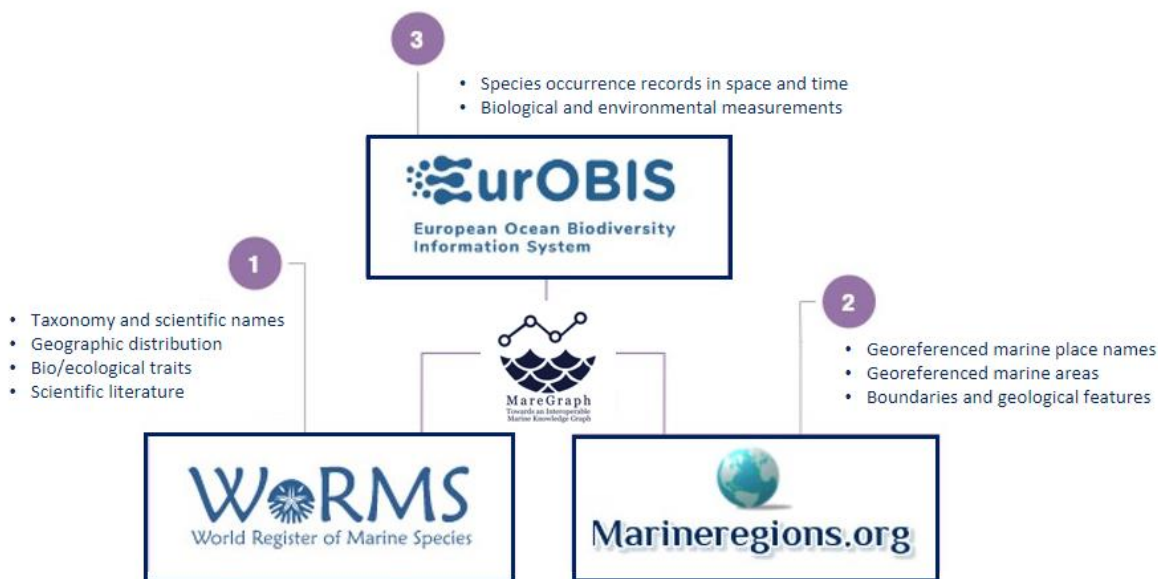 3
• Species occurrence records in space and time
• Biological and environmental measurements
EurOBIS
European Ocean Biodiversity
Information System
1
• Taxonomy and scientific names
• Geographic distribution
• Bio/ecological traits
• Scientific literature
MareGraph
Towards an Interoperable
Marine Knowledge Graph
2
• Georeferenced marine place names
• Georeferenced marine areas
• Boundaries and geological features
WoRMS
World Register of Marine Species
Marineregions.org